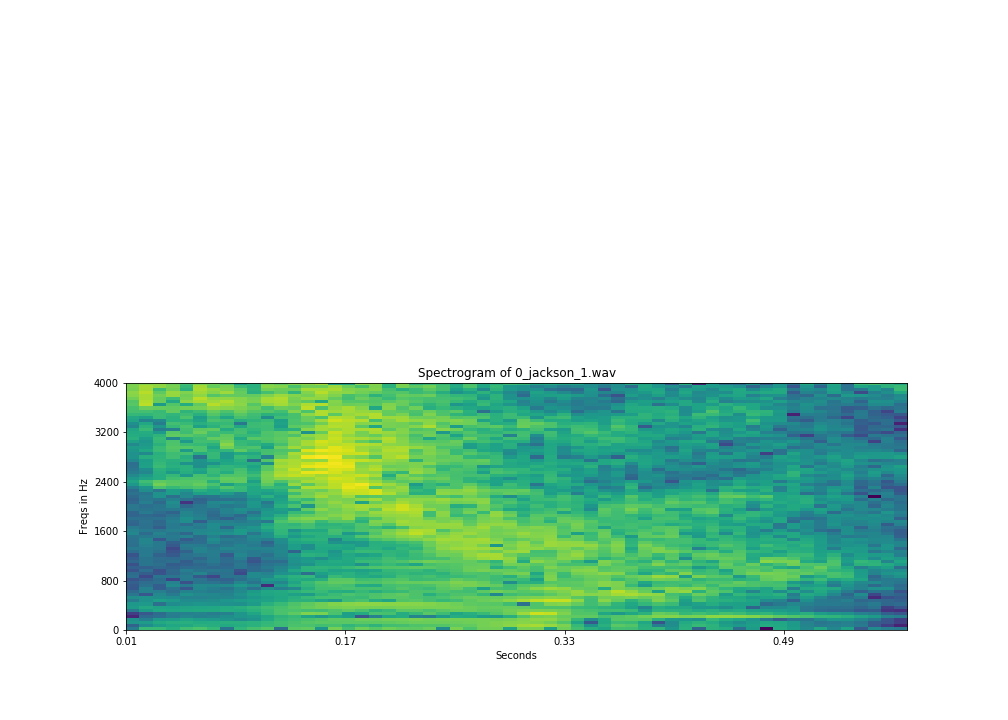 Spectrogram of 0_jackson_1.wav
4000
3200
2400
1600
800
0
Freqs in Hz
0.01 0.17 0.33 0.49
Seconds